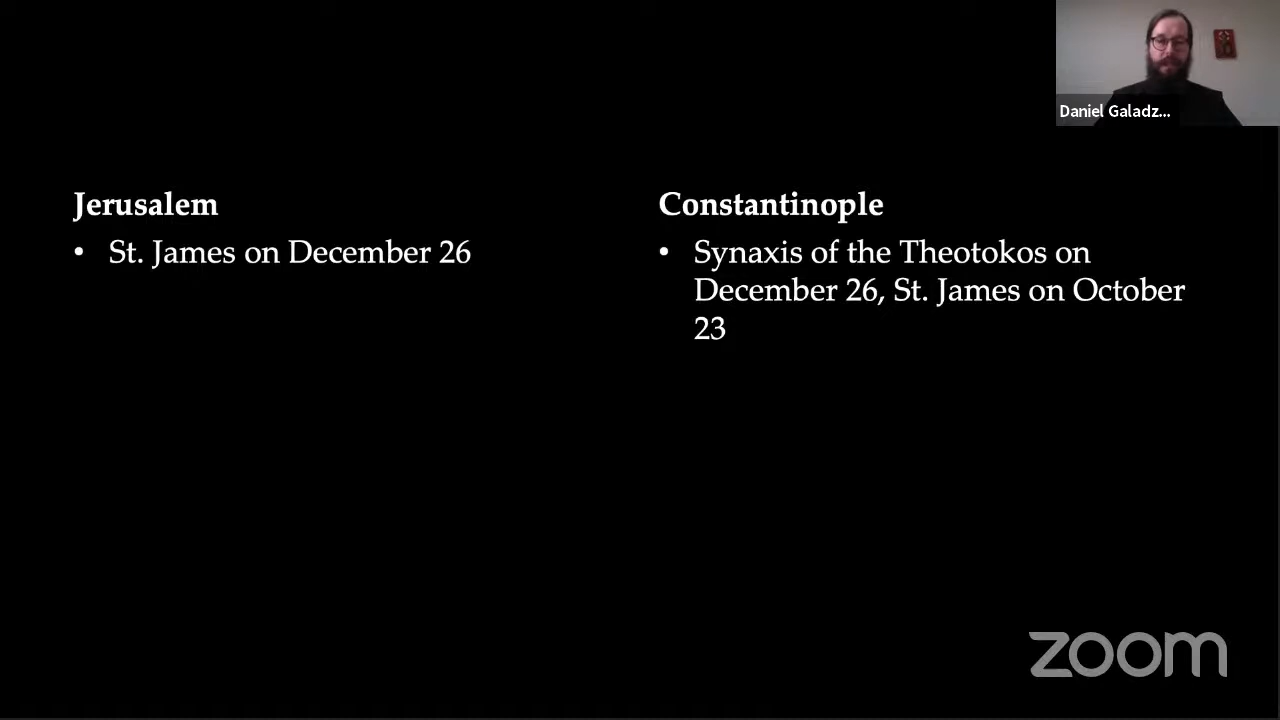 Daniel Galadz...
Jerusalem
• St. James on December 26
Constantinople
• Synaxis of the Theotokos on
December 26, St. James on October
23
zoom